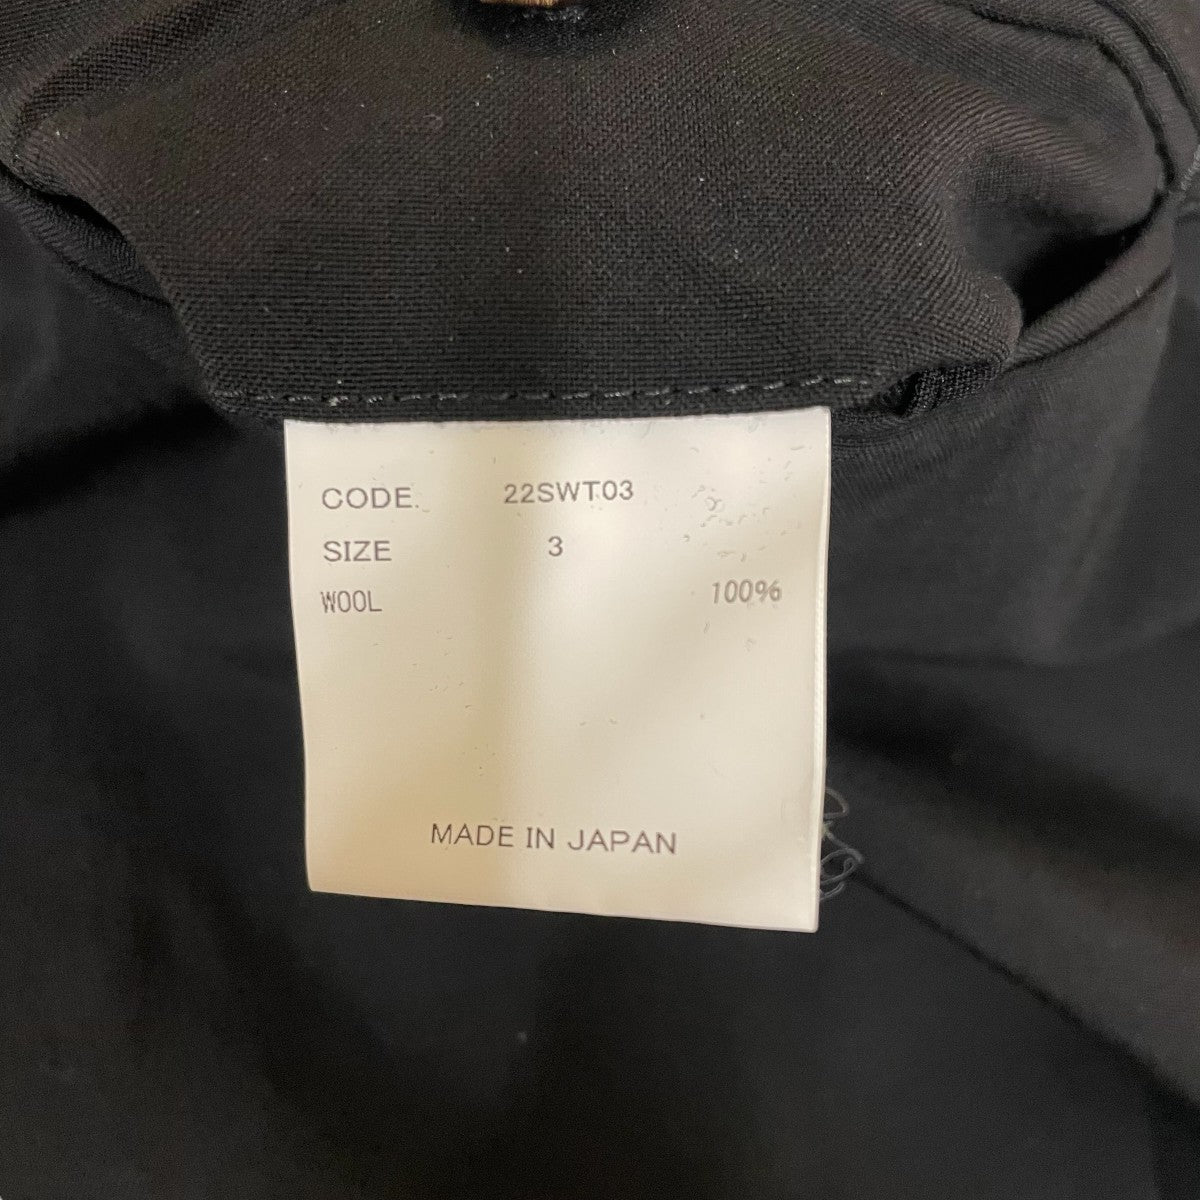 CODE. 22SWT03
SIZE 3
WOOL 100%
MADE IN JAPAN